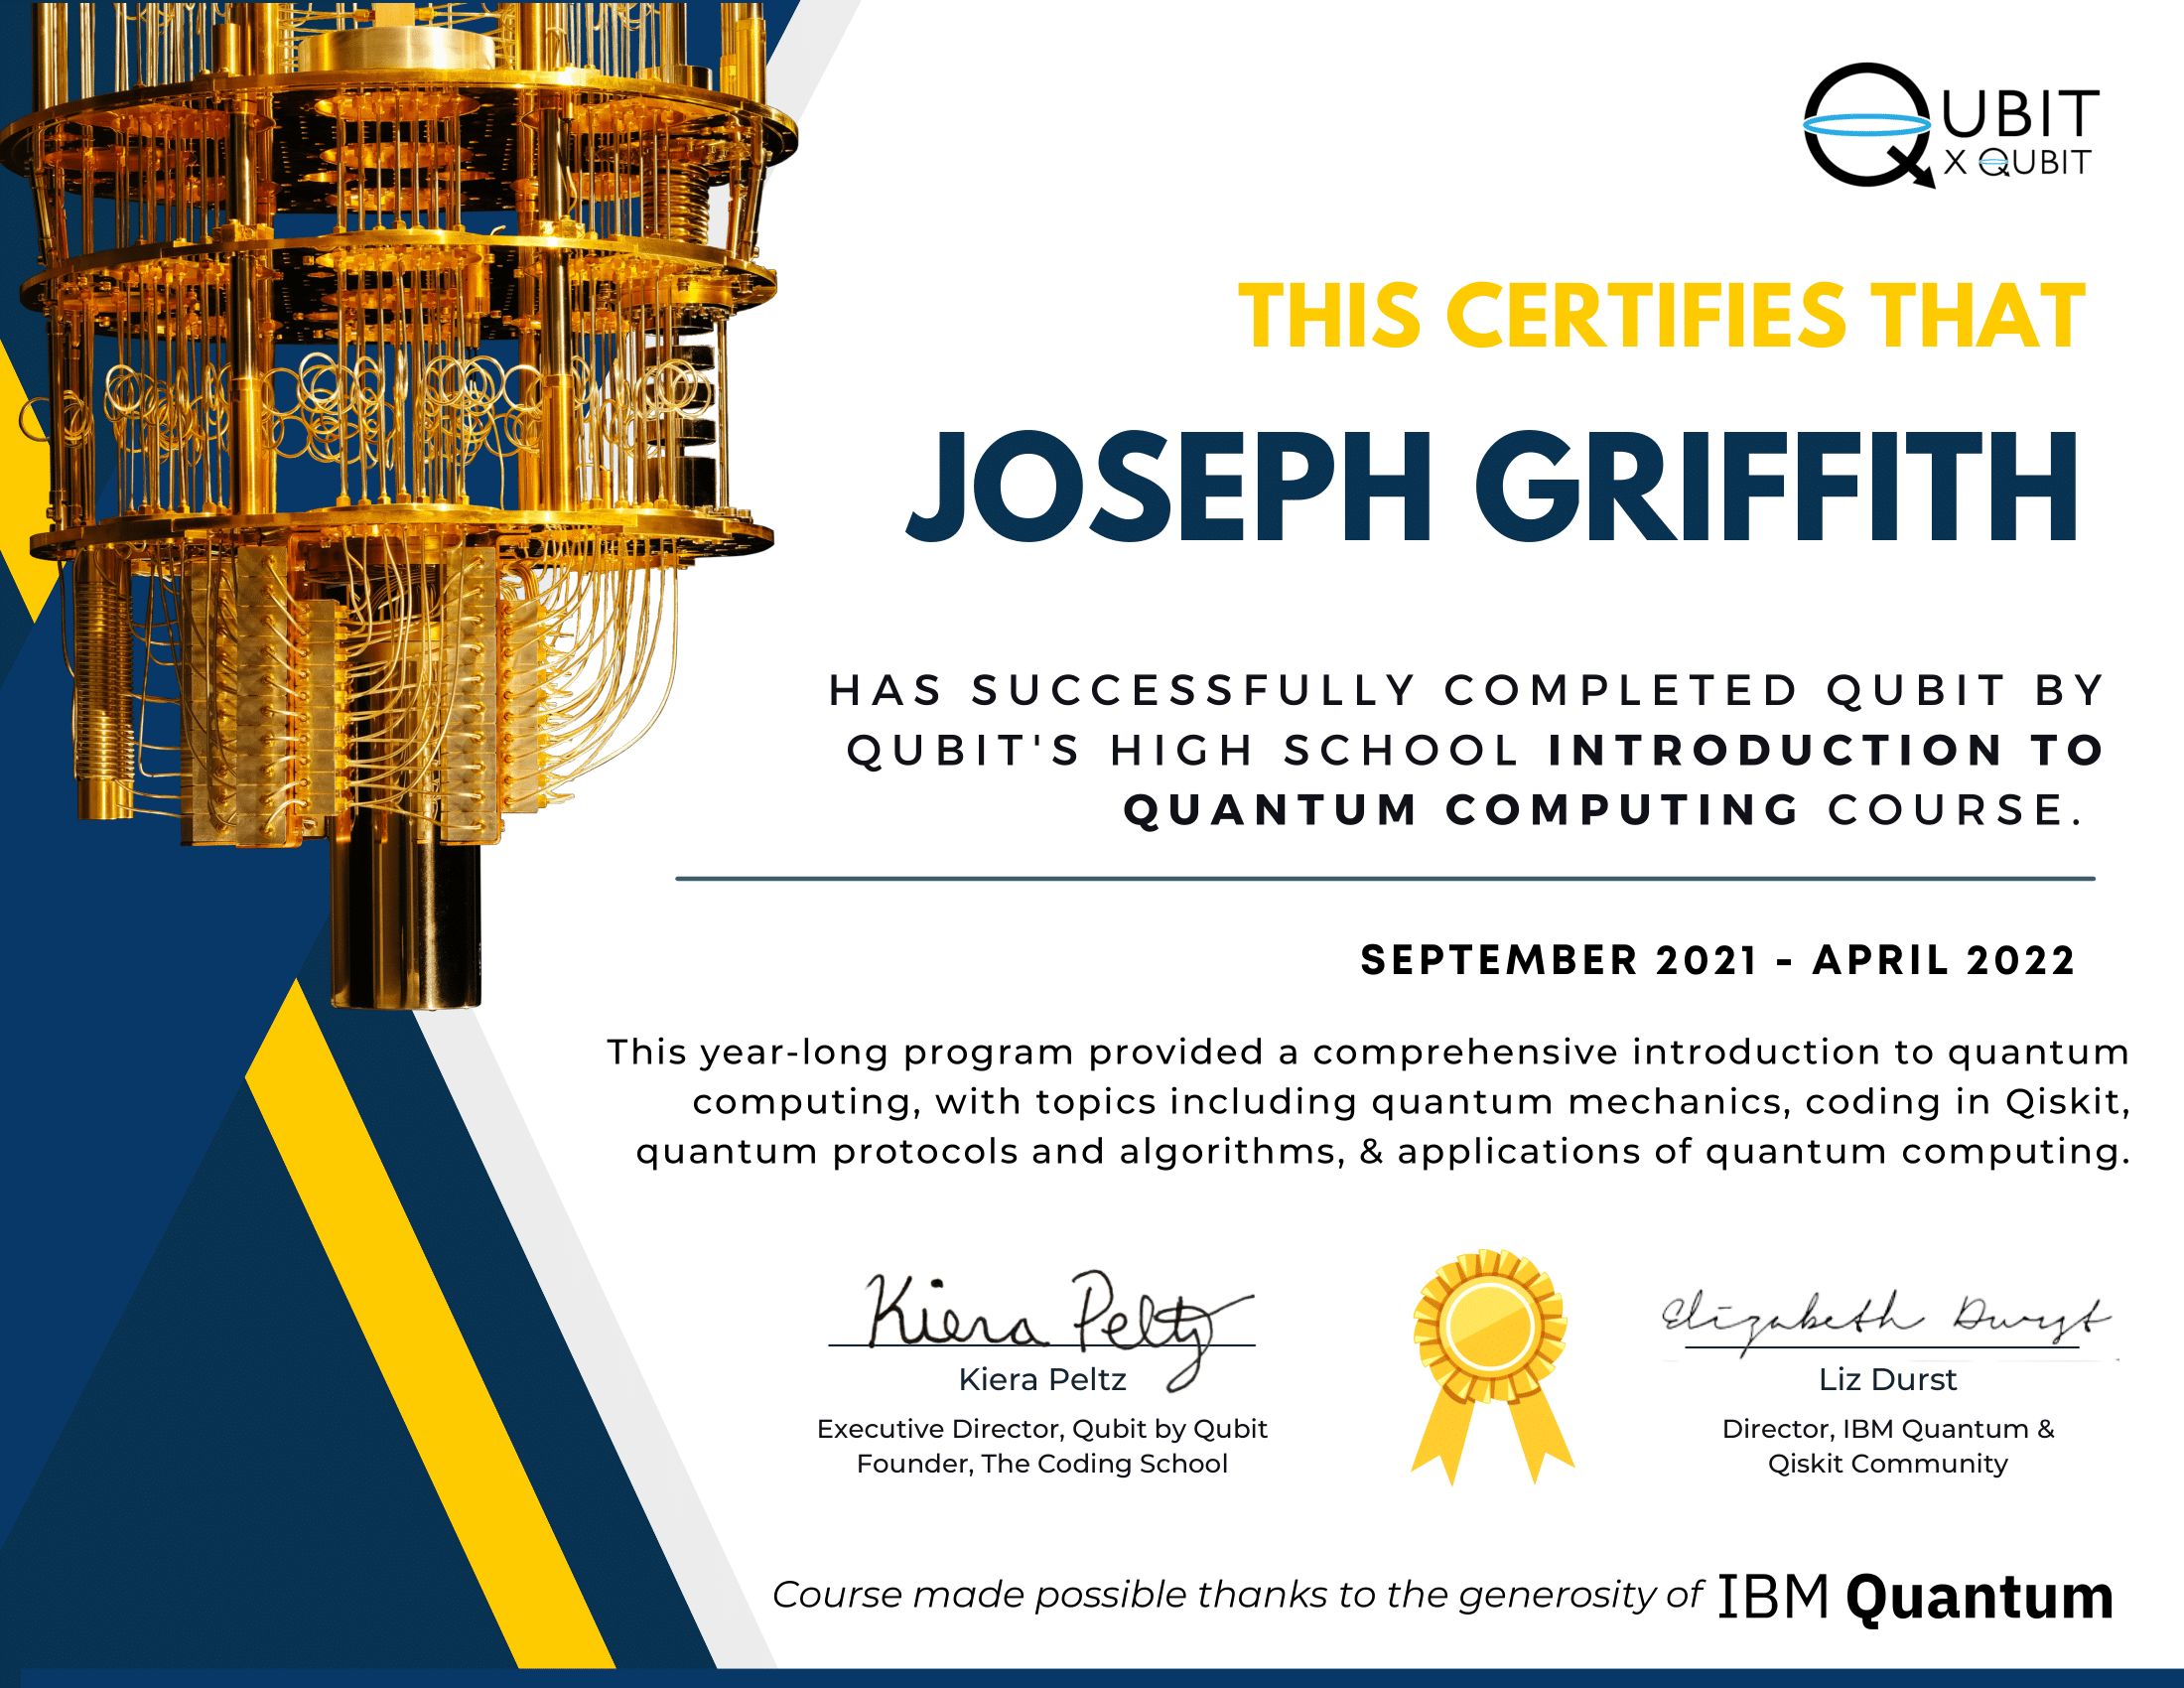 QUBIT
X QUBIT
THIS CERTIFIES THAT
JOSEPH GRIFFITH
HAS SUCCESSFULLY COMPLETED QUBIT BY
QUBIT'S HIGH SCHOOL INTRODUCTION TO
QUANTUM COMPUTING COURSE.
SEPTEMBER 2021 - APRIL 2022
This year-long program provided a comprehensive introduction to quantum
computing, with topics including quantum mechanics, coding in Qiskit,
quantum protocols and algorithms, & applications of quantum computing.
Kiera Peltz
Kiera Peltz
Executive Director, Qubit by Qubit
Founder, The Coding School
Elizabeth Durst
Liz Durst
Director, IBM Quantum &
Qiskit Community
Course made possible thanks to the generosity of IBM Quantum